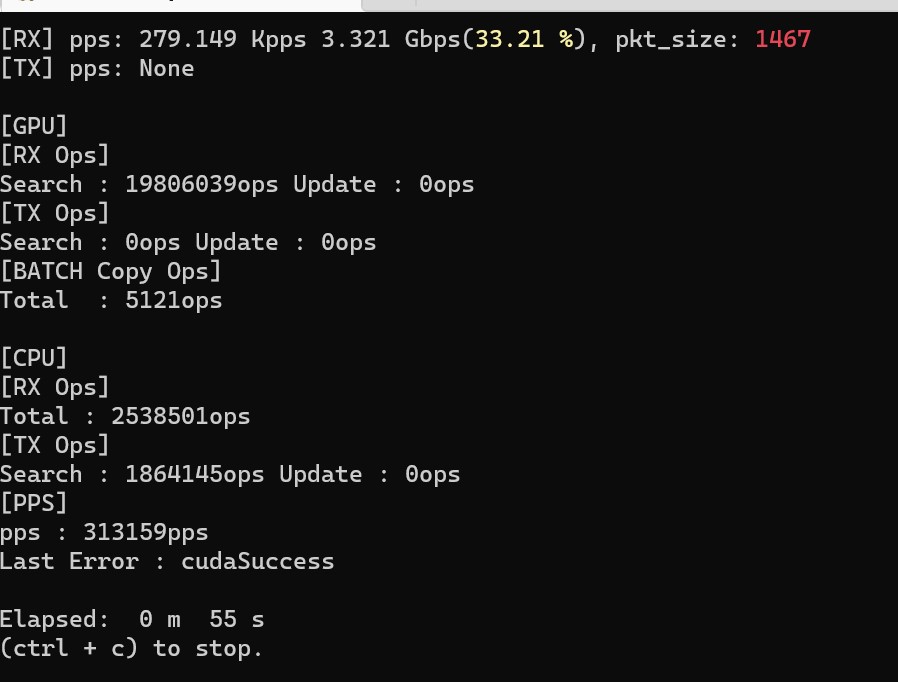 [RX] pps: 279.149 Kpps 3.321 Gbps(33.21 %), pkt_size: 1467
[TX] pps: None
[GPU]
[RX Ops]
Search : 19806039ops Update : 0ops
[TX Ops]
Search : 0ops Update : 0ops
[BATCH Copy Ops]
Total  : 5121ops
[CPU]
[RX Ops]
Total : 2538501ops
[TX Ops]
Search : 1864145ops Update : 0ops
[PPS]
pps : 313159pps
Last Error : cudaSuccess
Elapsed:  0 m  55 s
(ctrl + c) to stop.